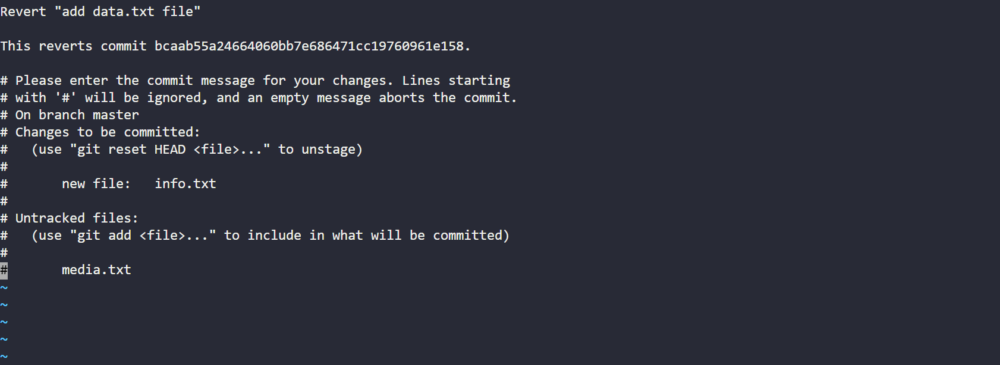 Revert "add data.txt file"

This reverts commit bcaab55a24664060bb7e686471cc19760961e158.

# Please enter the commit message for your changes. Lines starting
# with '#' will be ignored, and an empty message aborts the commit.
# On branch master
# Changes to be committed:
#   (use "git reset HEAD <file>..." to unstage)
#
#       new file:   info.txt
#
# Untracked files:
#   (use "git add <file>..." to include in what will be committed)
#
#       media.txt
~
~
~
~
~